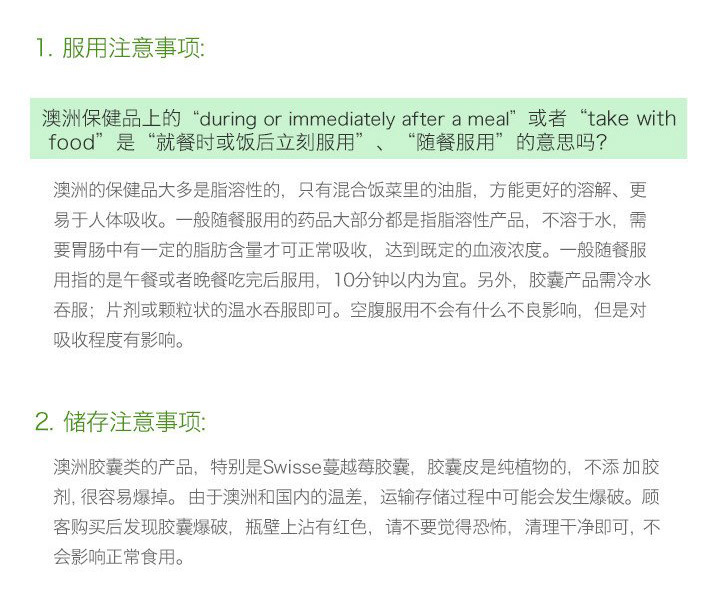 1. 服用注意事项:
澳洲保健品上的“during or immediately after a meal”或者“take with
food”是“就餐时或饭后立刻服用”、“随餐服用”的意思吗?
澳洲的保健品大多是脂溶性的，只有混合饭菜里的油脂，方能更好的溶解、更
易于人体吸收。一般随餐服用的药品大部分都是指脂溶性产品，不溶于水，需
要胃肠中有一定的脂肪含量才可正常吸收，达到既定的血液浓度。一般随餐服
用指的是午餐或者晚餐吃完后服用，10分钟以内为宜。另外，胶囊产品需冷水
吞服；片剂或颗粒状的温水吞服即可。空腹服用不会有什么不良影响，但是对
吸收程度有影响。
2. 储存注意事项:
澳洲胶囊类的产品，特别是Swisse蔓越莓胶囊，胶囊皮是纯植物的，不添加胶
剂, 很容易爆掉。由于澳洲和国内的温差，运输存储过程中可能会发生爆破。顾
客购买后发现胶囊爆破，瓶壁上沾有红色，请不要觉得恐怖，清理干净即可, 不
会影响正常食用。